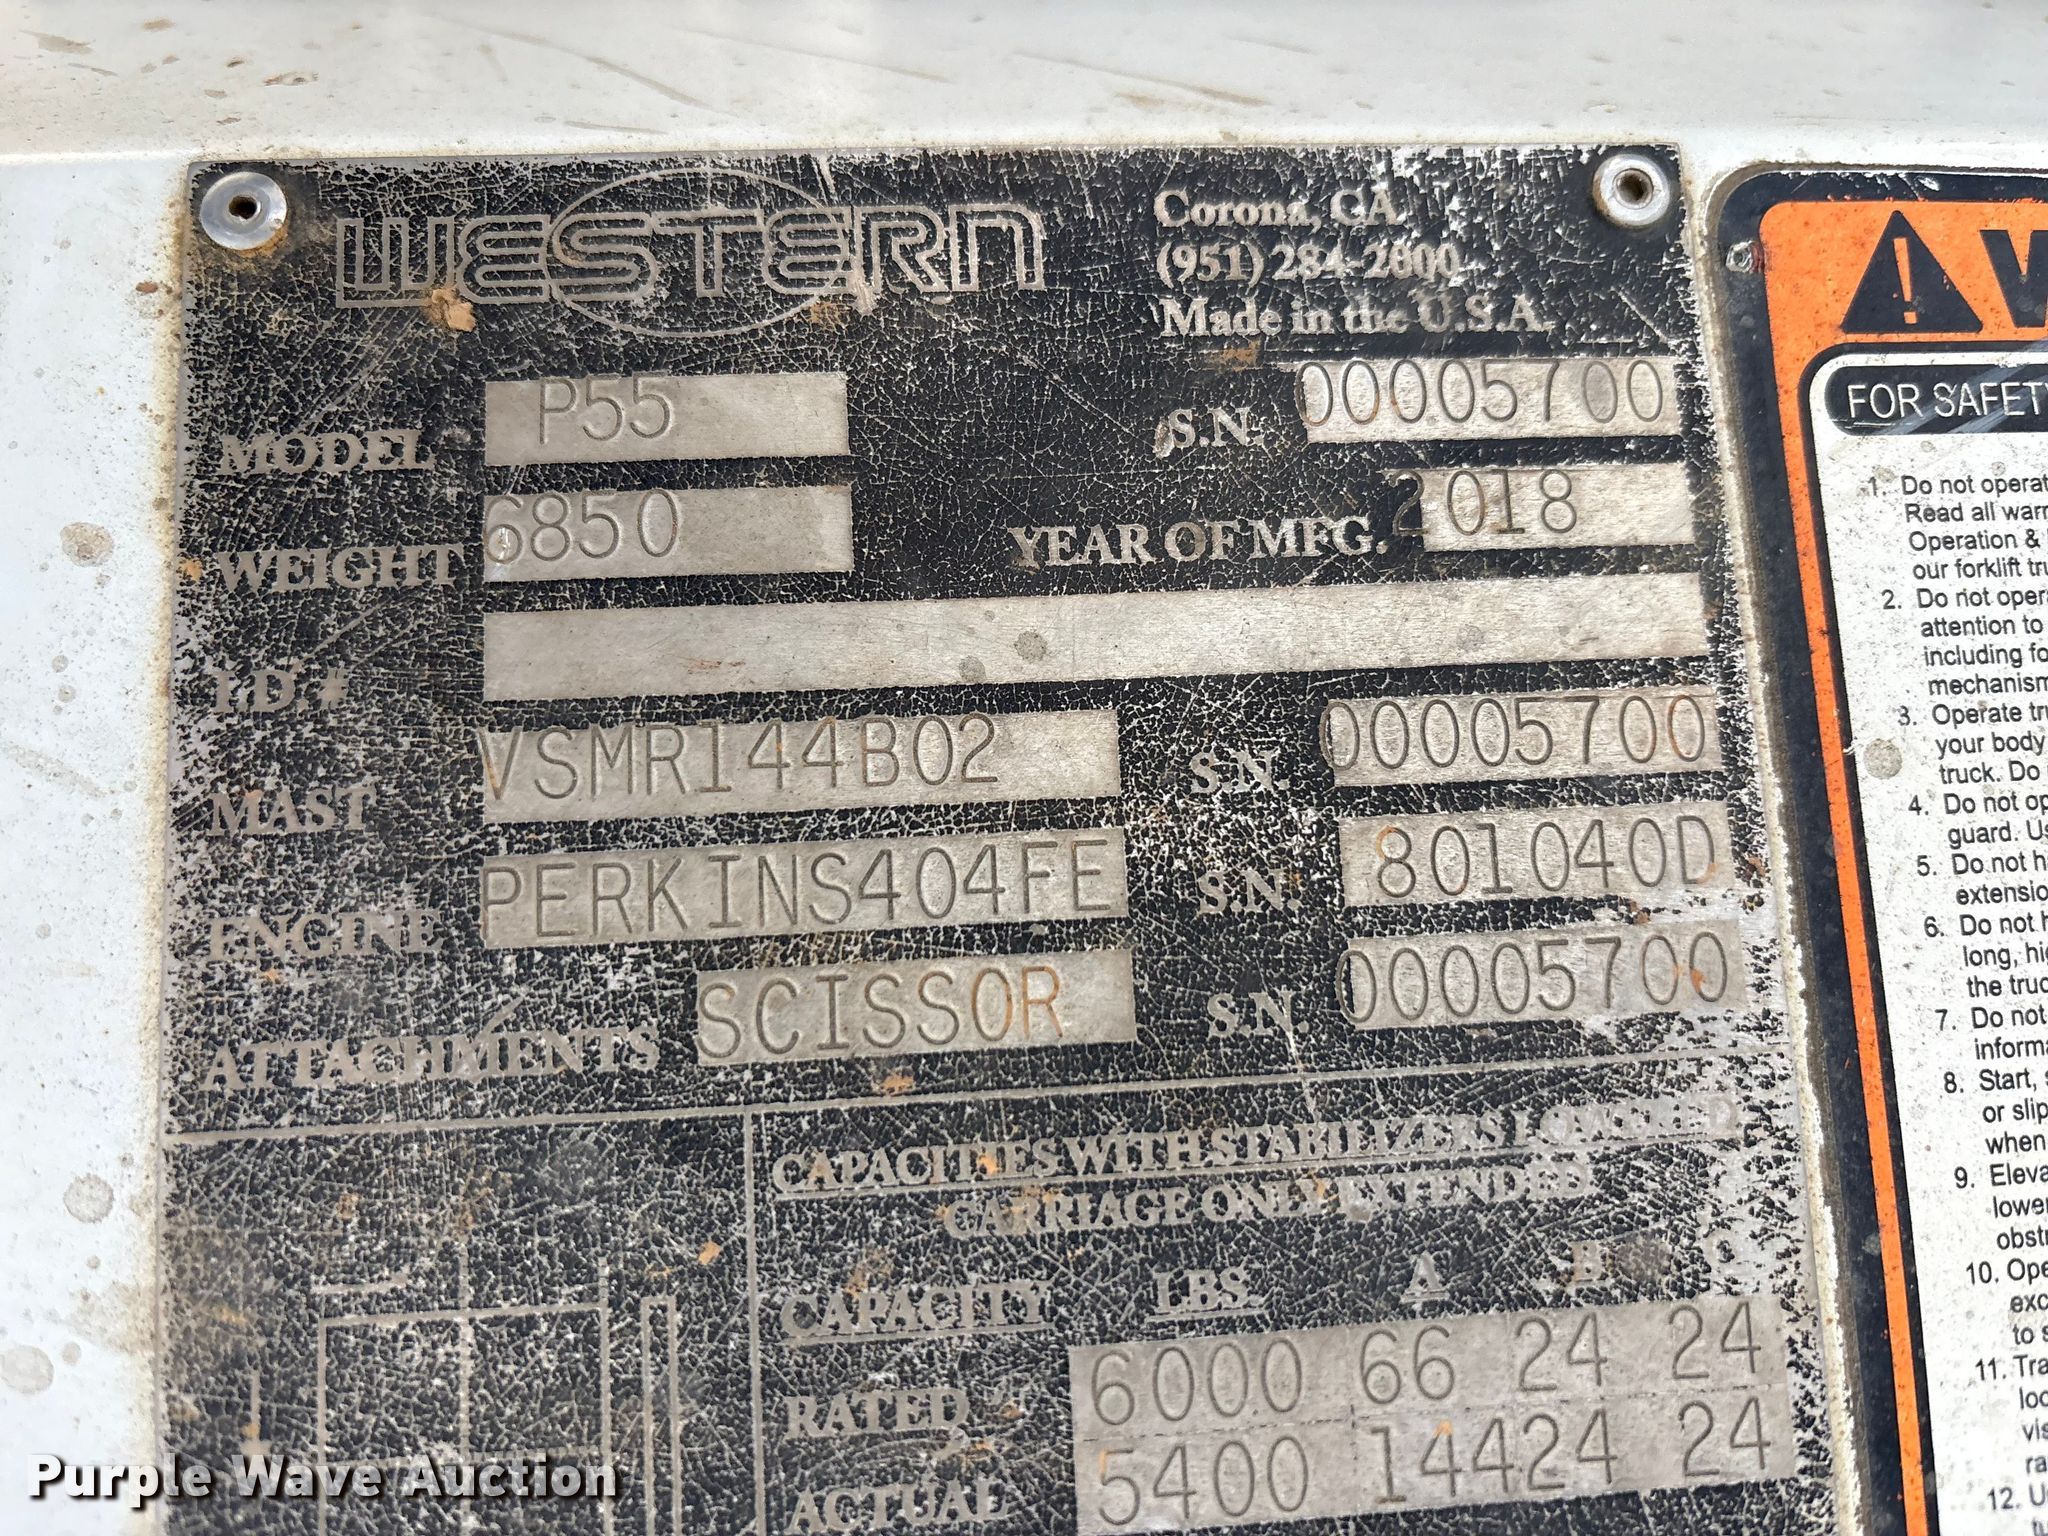 WESTERN
Corona, CA
(951) 284-2800
Made in the U.S.A.
MODEL P55 S.N. 00005700
WEIGHT 6850 YEAR OF MFG. 2018
I.D. #
MAST VSMR144B02 S.N. 00005700
ENGINE PERKINS404FE S.N. 801040D
ATTACHMENTS SCISSOR S.N. 00005700
CAPACITIES WITH STABILIZERS LOWERED
CARRIAGE ONLY EXTENDED
CAPACITY LBS. A B C
RATED 6000 66 24 24
ACTUAL 5400 144 24 24
FOR SAFETY
1. Do not operat
Read all warn
Operation &
our forklift tru
2. Do not opera
attention to
including fo
mechanism
3. Operate tru
your body
truck. Do
4. Do not op
guard. Us
5. Do not h
extensio
6. Do not h
long, hig
the truc
7. Do not
informa
8. Start, s
or slip
when
9. Eleva
lower
obstr
10. Ope
exc
to s
11. Tra
loc
vis
ra
12. U
Purple Wave Auction